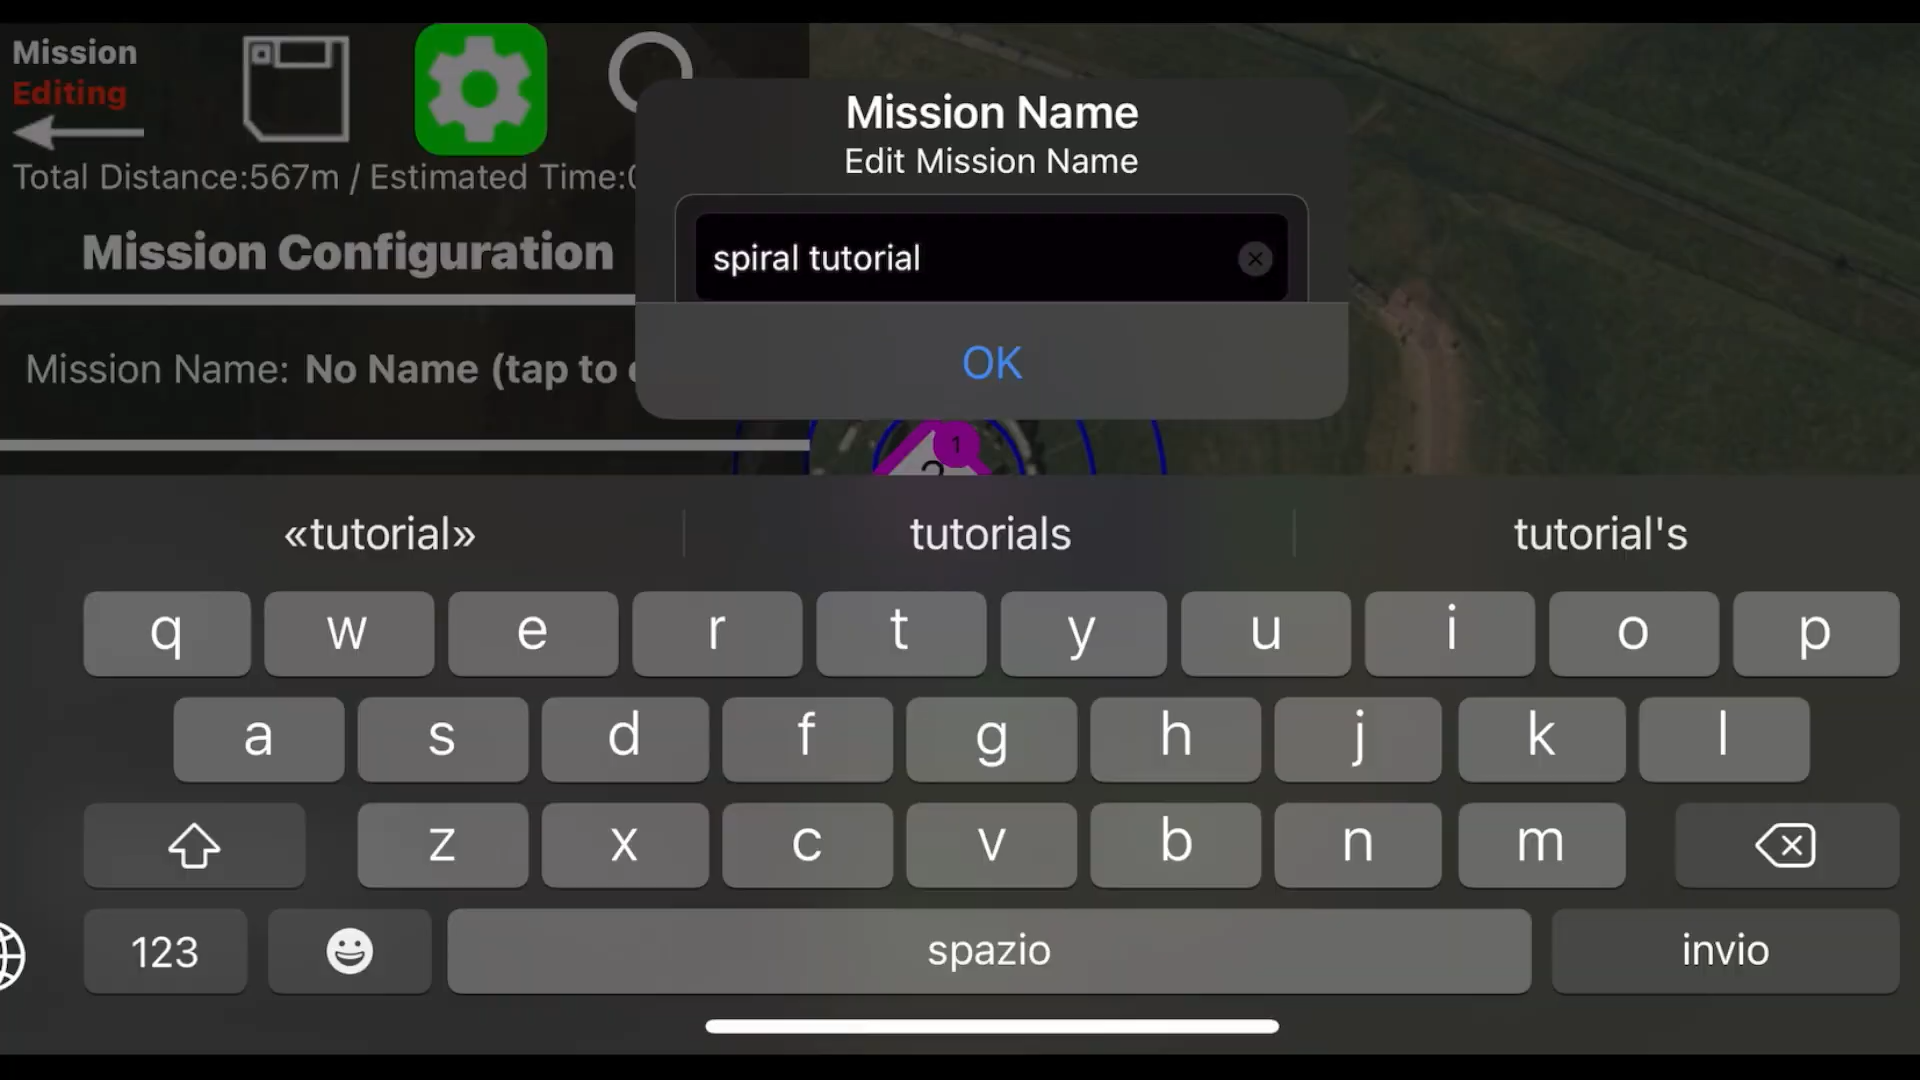 Mission
Editing
Total Distance:567m / Estimated Time:
Mission Configuration
Mission Name: No Name (tap to
Mission Name
Edit Mission Name
spiral tutorial
OK
1
2
«tutorial» tutorials tutorial's
q w e r t y u i o p
a s d f g h j k l
z x c v b n m
123 spazio invio